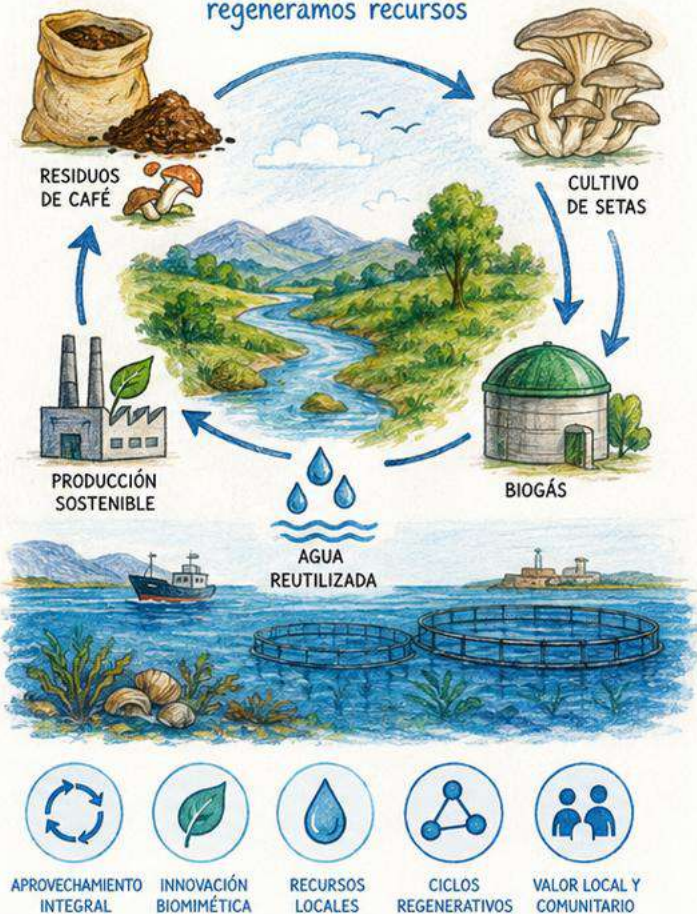 regeneramos recursos
RESIDUOS
DE CAFÉ
CULTIVO
DE SETAS
PRODUCCIÓN
SOSTENIBLE
BIOGÁS
AGUA
REUTILIZADA
APROVECHAMIENTO
INTEGRAL
INNOVACIÓN
BIOMIMÉTICA
RECURSOS
LOCALES
CICLOS
REGENERATIVOS
VALOR LOCAL Y
COMUNITARIO